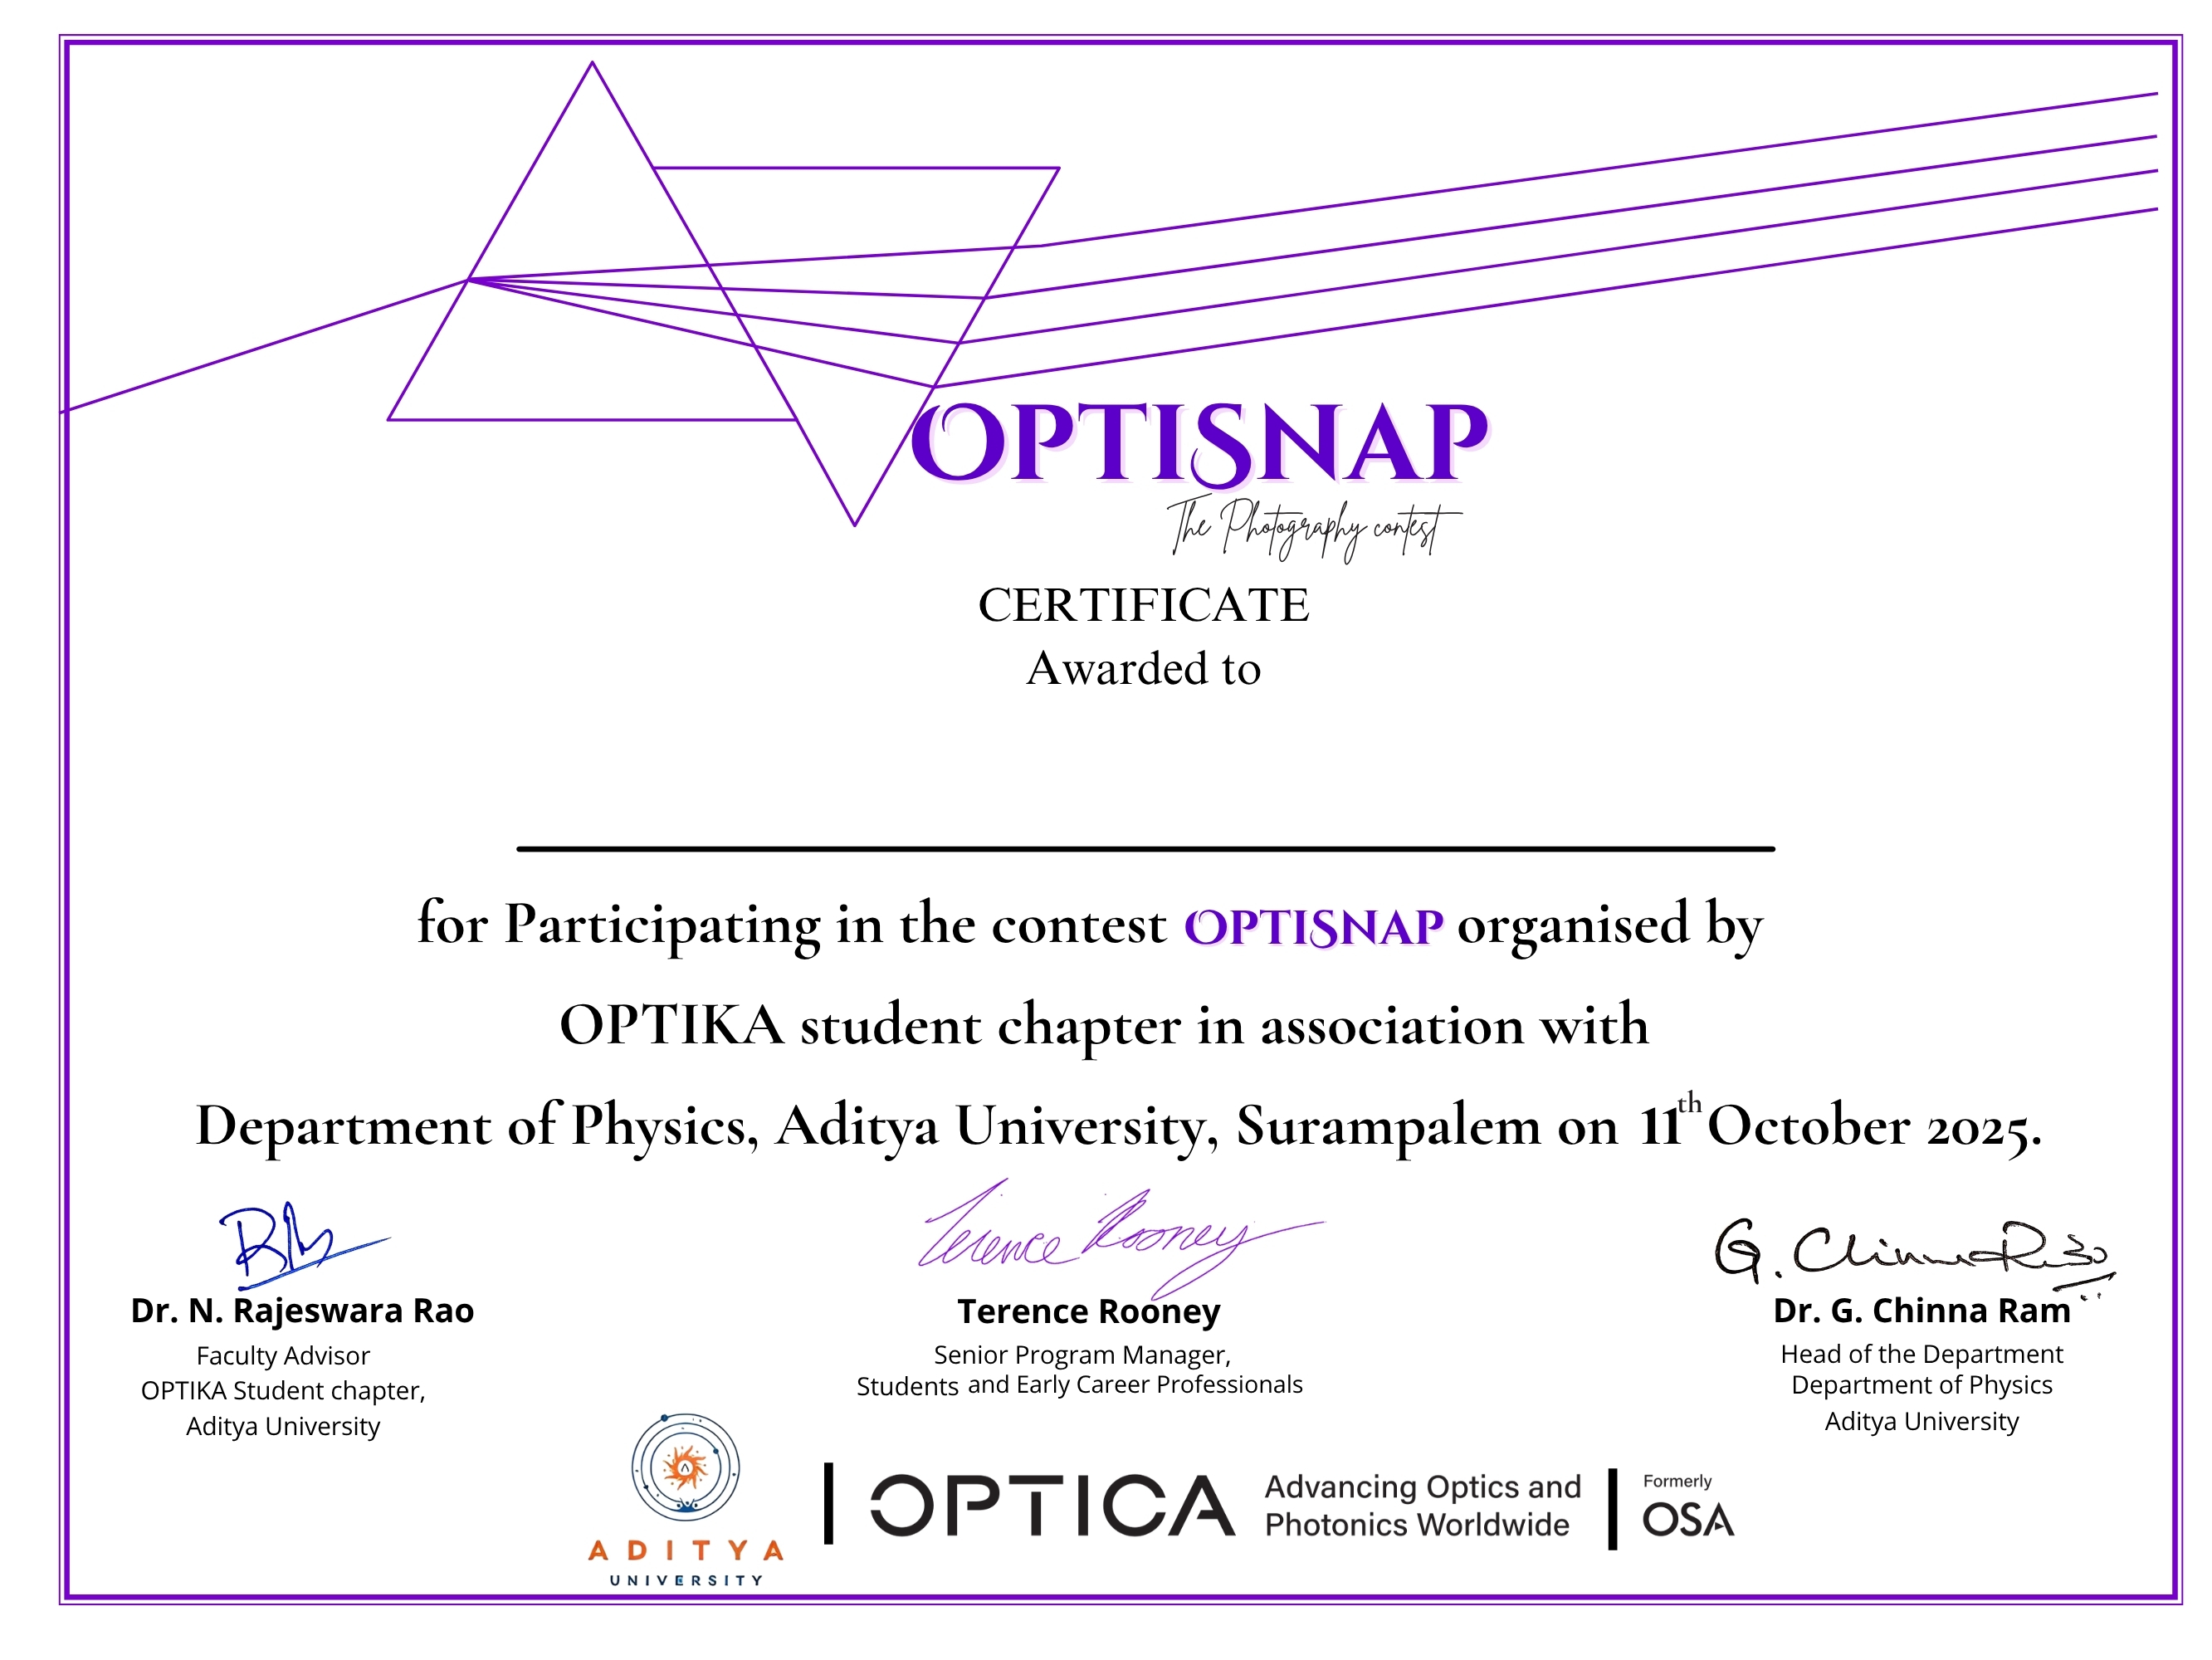 OPTISNAP
The Photography contest
CERTIFICATE
Awarded to
for Participating in the contest OPTISNAP organised by
OPTIKA student chapter in association with
Department of Physics, Aditya University, Surampalem on 11th October 2025.
Terence Rooney
G. Chinna Rao
Dr. N. Rajeswara Rao
Faculty Advisor
OPTIKA Student chapter,
Aditya University
Terence Rooney
Senior Program Manager,
Students and Early Career Professionals
Dr. G. Chinna Ram
Head of the Department
Department of Physics
Aditya University
ADITYA
UNIVERSITY
OPTICA
Advancing Optics and
Photonics Worldwide
Formerly
OSA